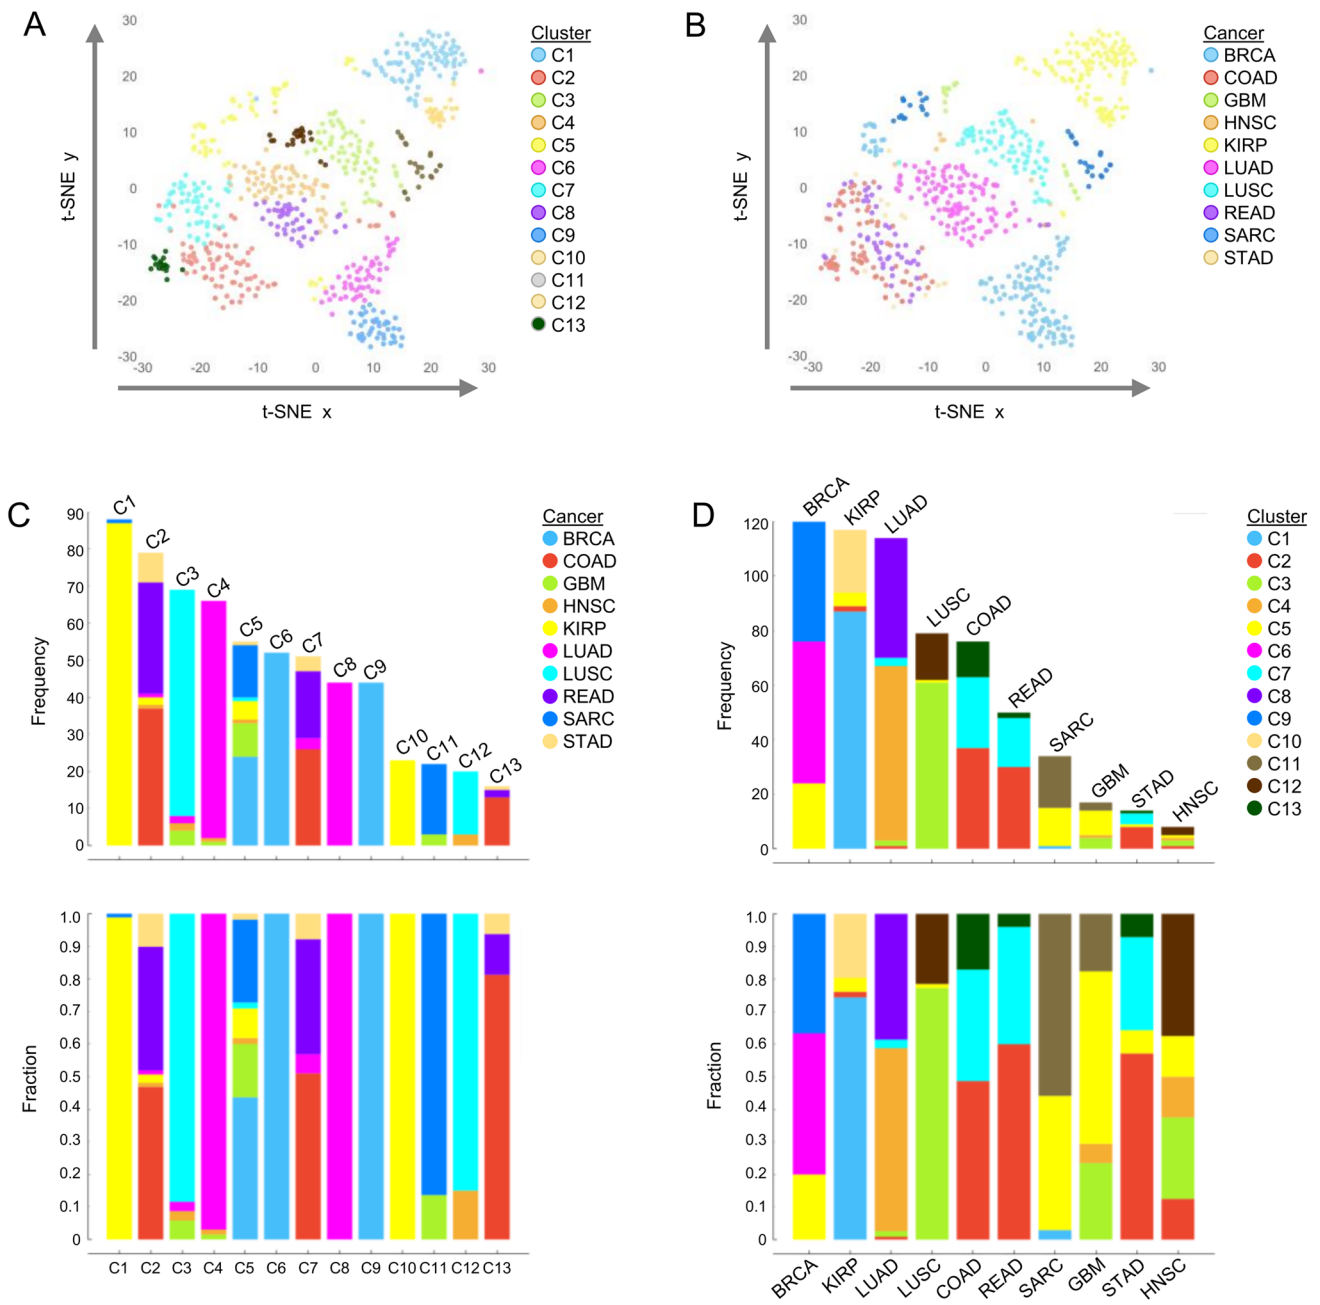 A
30
20
10
0
-10
-20
-30
t-SNE y
-30
-20
-10
0
10
20
30
t-SNE x
Cluster
C1
C2
C3
C4
C5
C6
C7
C8
C9
C10
C11
C12
C13
B
30
20
10
0
-10
-20
-30
t-SNE y
-30
-20
-10
0
10
20
30
t-SNE x
Cancer
BRCA
COAD
GBM
HNSC
KIRP
LUAD
LUSC
READ
SARC
STAD
C
90
80
70
60
50
40
30
20
10
0
Frequency
C1
C2
C3
C4
C5
C6
C7
C8
C9
C10
C11
C12
C13
Cancer
BRCA
COAD
GBM
HNSC
KIRP
LUAD
LUSC
READ
SARC
STAD
1.0
0.9
0.8
0.7
0.6
0.5
0.4
0.3
0.2
0.1
0
Fraction
C1
C2
C3
C4
C5
C6
C7
C8
C9
C10
C11
C12
C13
D
120
100
80
60
40
20
0
Frequency
BRCA
KIRP
LUAD
LUSC
COAD
READ
SARC
GBM
STAD
HNSC
Cluster
C1
C2
C3
C4
C5
C6
C7
C8
C9
C10
C11
C12
C13
1.0
0.9
0.8
0.7
0.6
0.5
0.4
0.3
0.2
0.1
0
Fraction
BRCA
KIRP
LUAD
LUSC
COAD
READ
SARC
GBM
STAD
HNSC